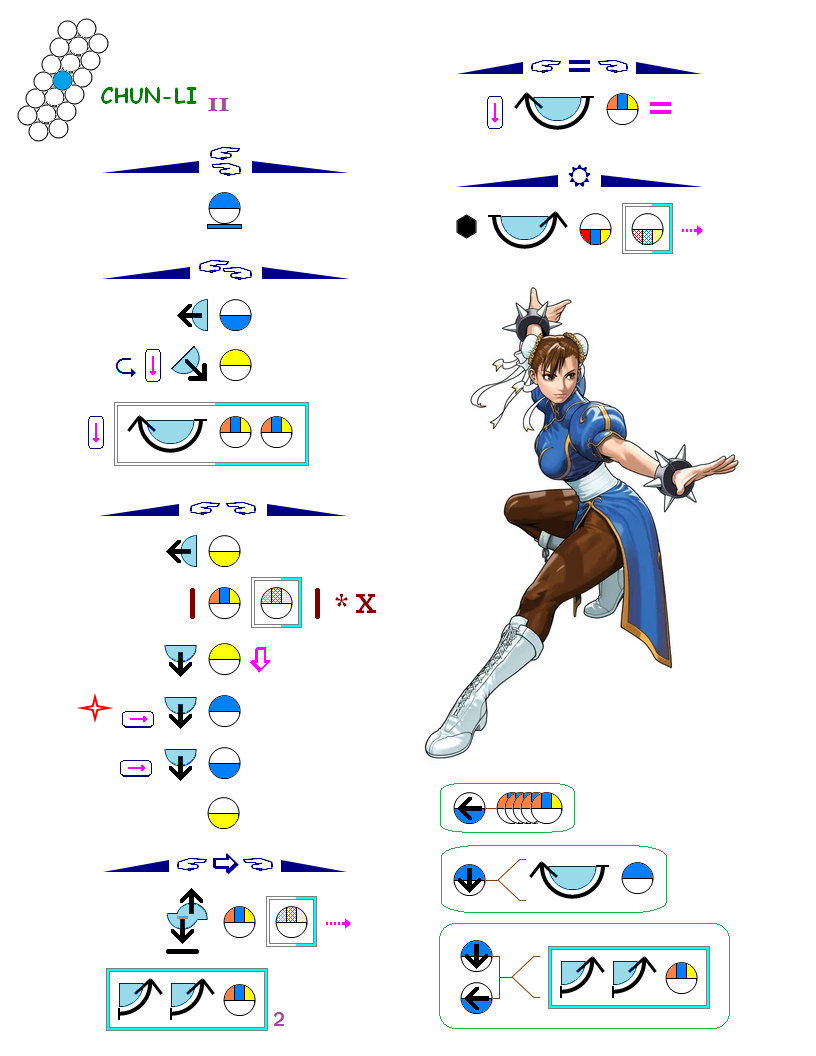 CHUN-LI II
=
=
* X
2